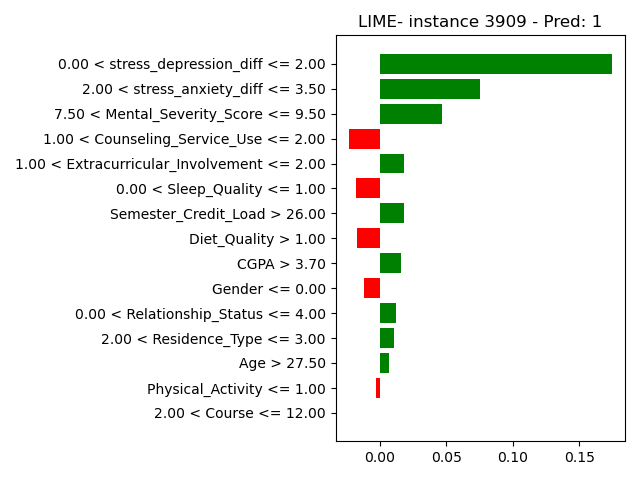 LIME- instance 3909 - Pred: 1
0.00 < stress_depression_diff <= 2.00
2.00 < stress_anxiety_diff <= 3.50
7.50 < Mental_Severity_Score <= 9.50
1.00 < Counseling_Service_Use <= 2.00
1.00 < Extracurricular_Involvement <= 2.00
0.00 < Sleep_Quality <= 1.00
Semester_Credit_Load > 26.00
Diet_Quality > 1.00
CGPA > 3.70
Gender <= 0.00
0.00 < Relationship_Status <= 4.00
2.00 < Residence_Type <= 3.00
Age > 27.50
Physical_Activity <= 1.00
2.00 < Course <= 12.00
0.00 0.05 0.10 0.15